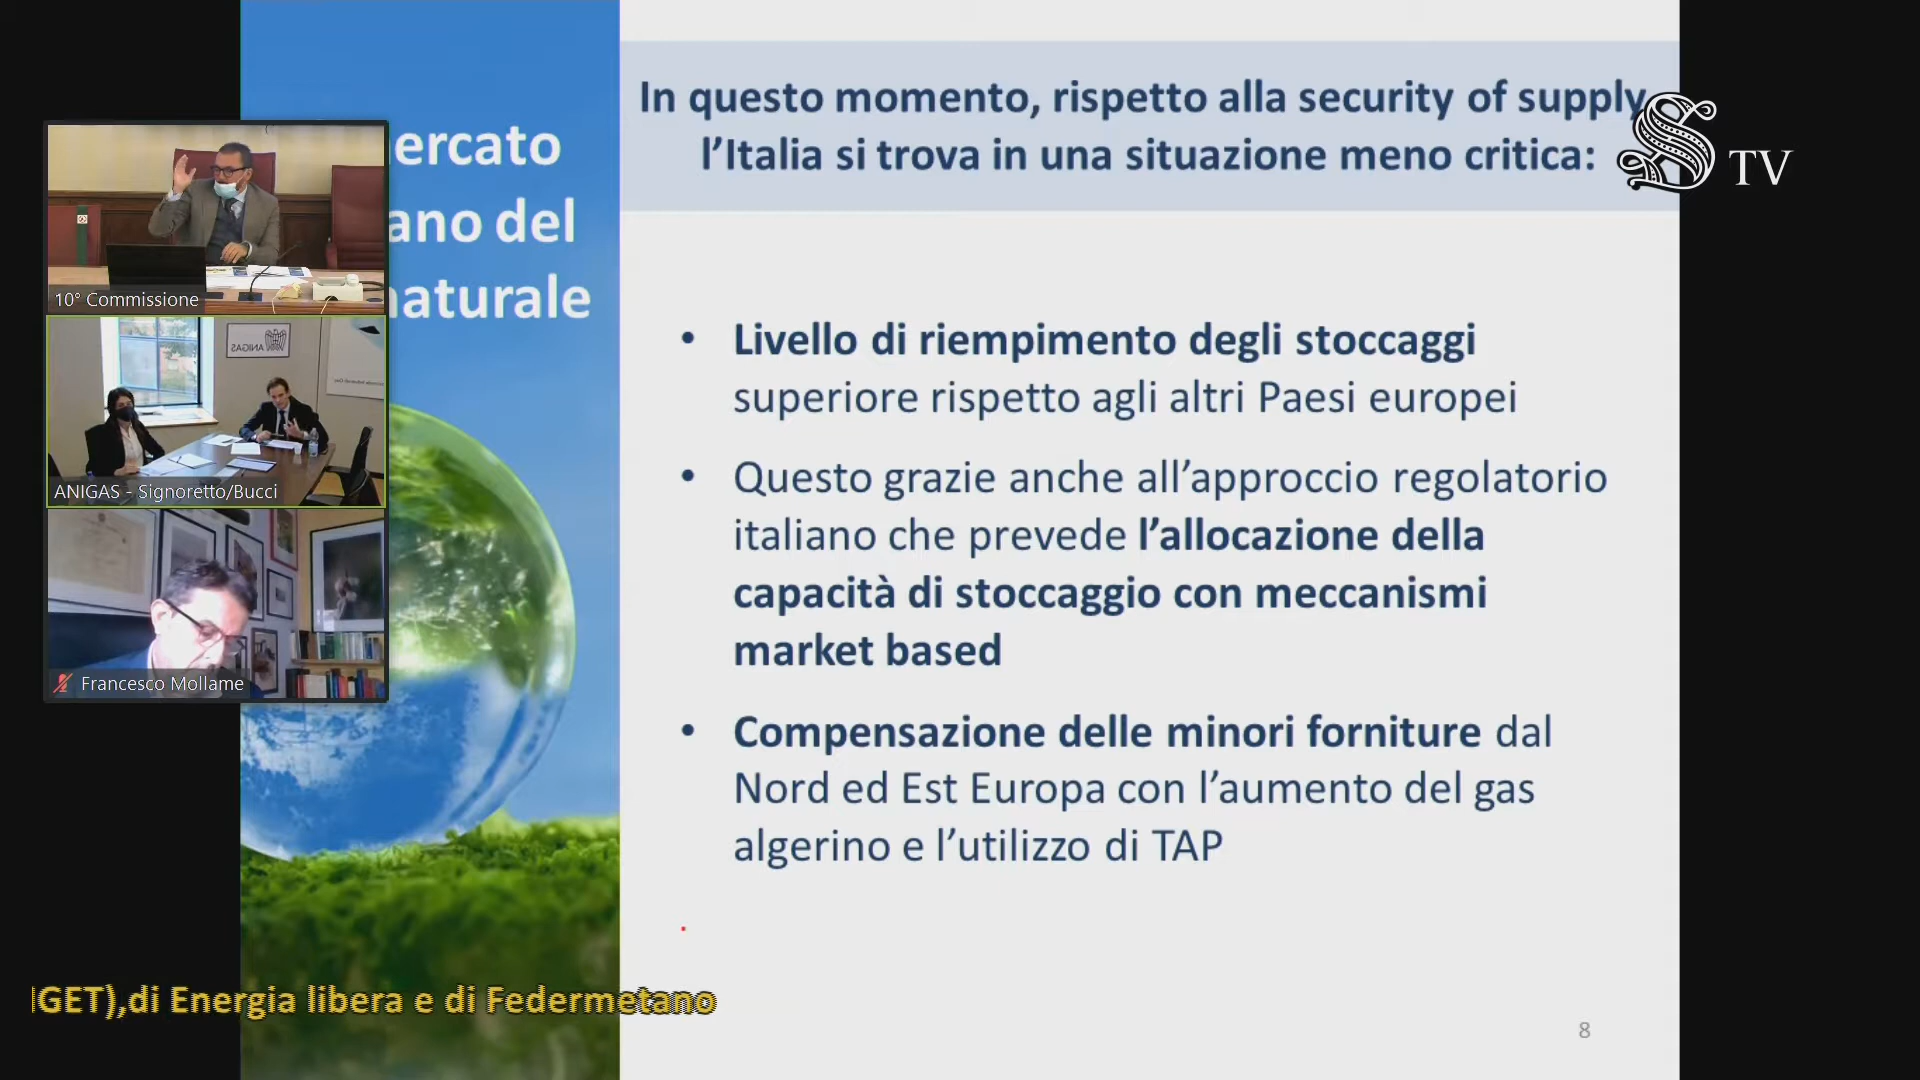 In questo momento, rispetto alla security of supply
l’Italia si trova in una situazione meno critica:
TV
ercato
ano del
naturale
10° Commissione
ANIGAS
ANIGAS - Signoretto/Bucci
Francesco Mollame
• Livello di riempimento degli stoccaggi
superiore rispetto agli altri Paesi europei
• Questo grazie anche all’approccio regolatorio
italiano che prevede l’allocazione della
capacità di stoccaggio con meccanismi
market based
• Compensazione delle minori forniture dal
Nord ed Est Europa con l’aumento del gas
algerino e l’utilizzo di TAP
IGET),di Energia libera e di Federmetano
8